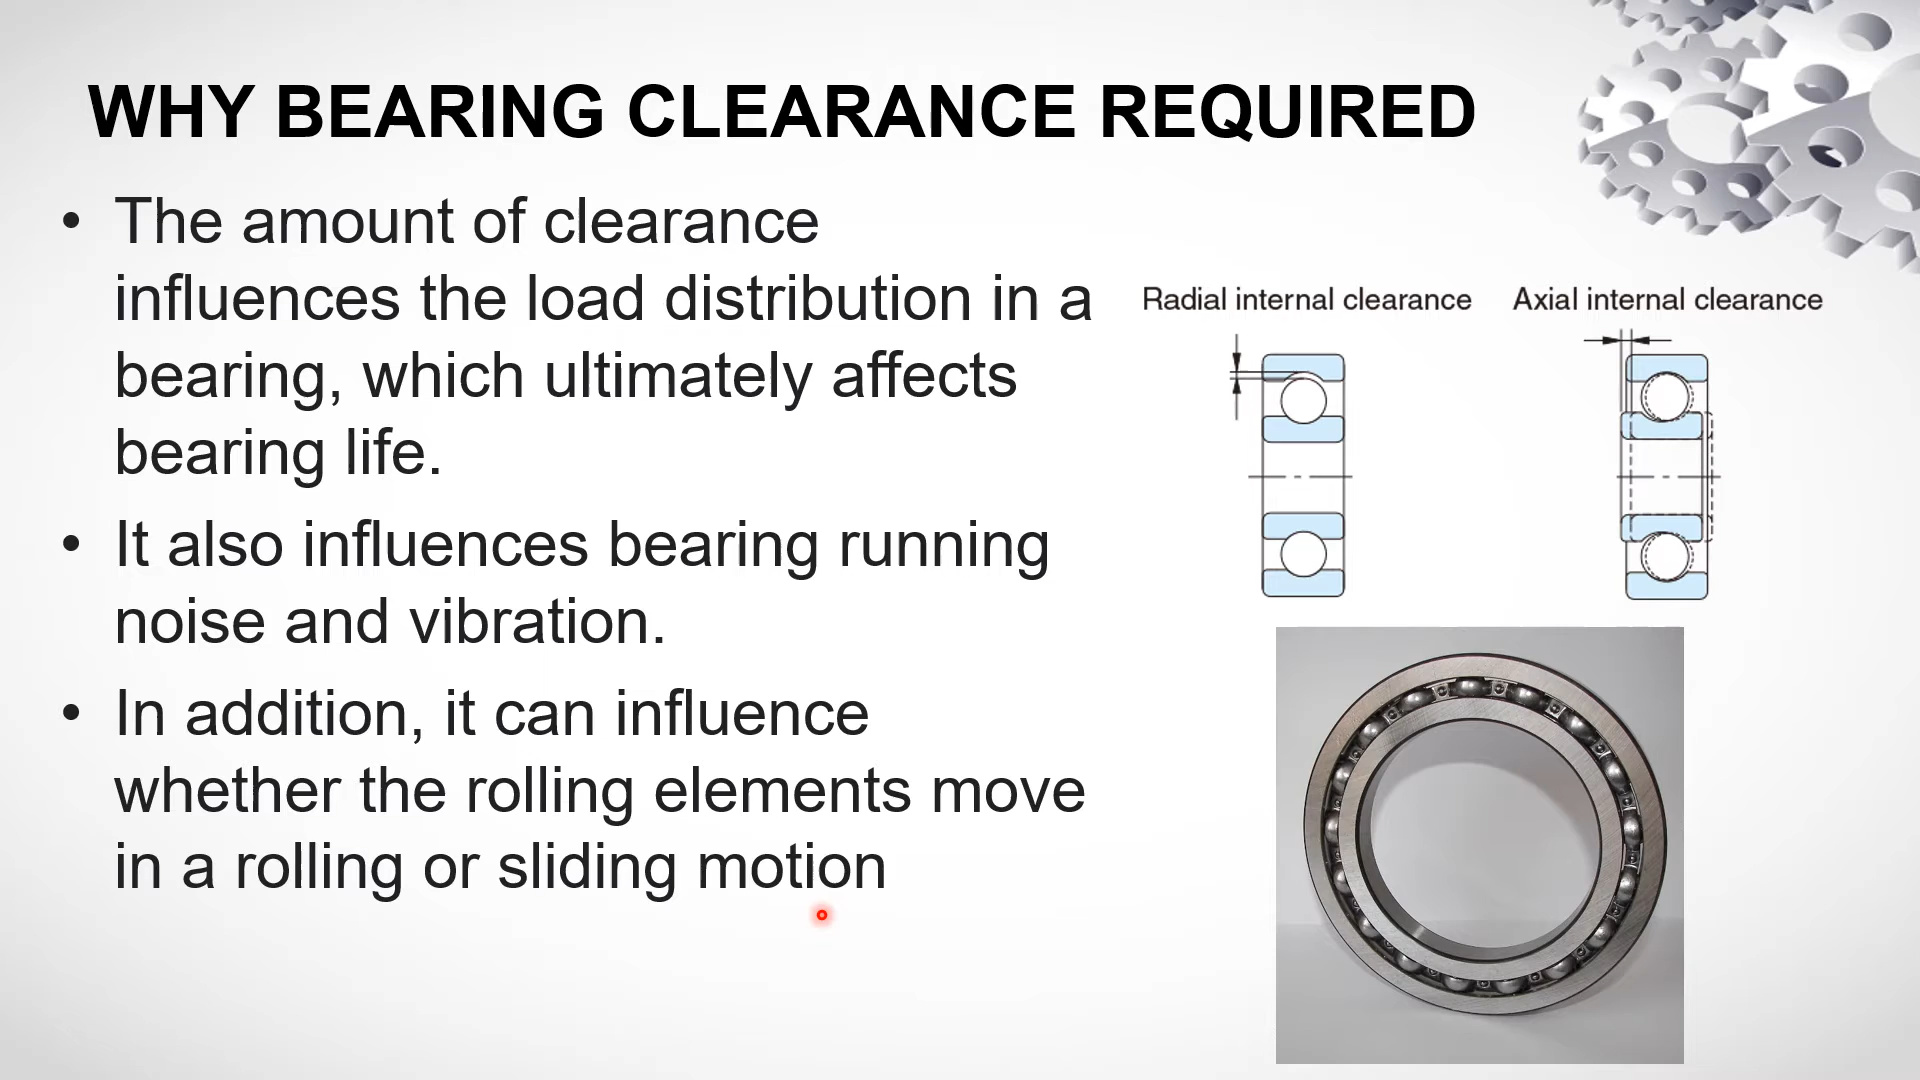 WHY BEARING CLEARANCE REQUIRED
• The amount of clearance
influences the load distribution in a
bearing, which ultimately affects
bearing life.
• It also influences bearing running
noise and vibration.
• In addition, it can influence
whether the rolling elements move
in a rolling or sliding motion
Radial internal clearance
Axial internal clearance